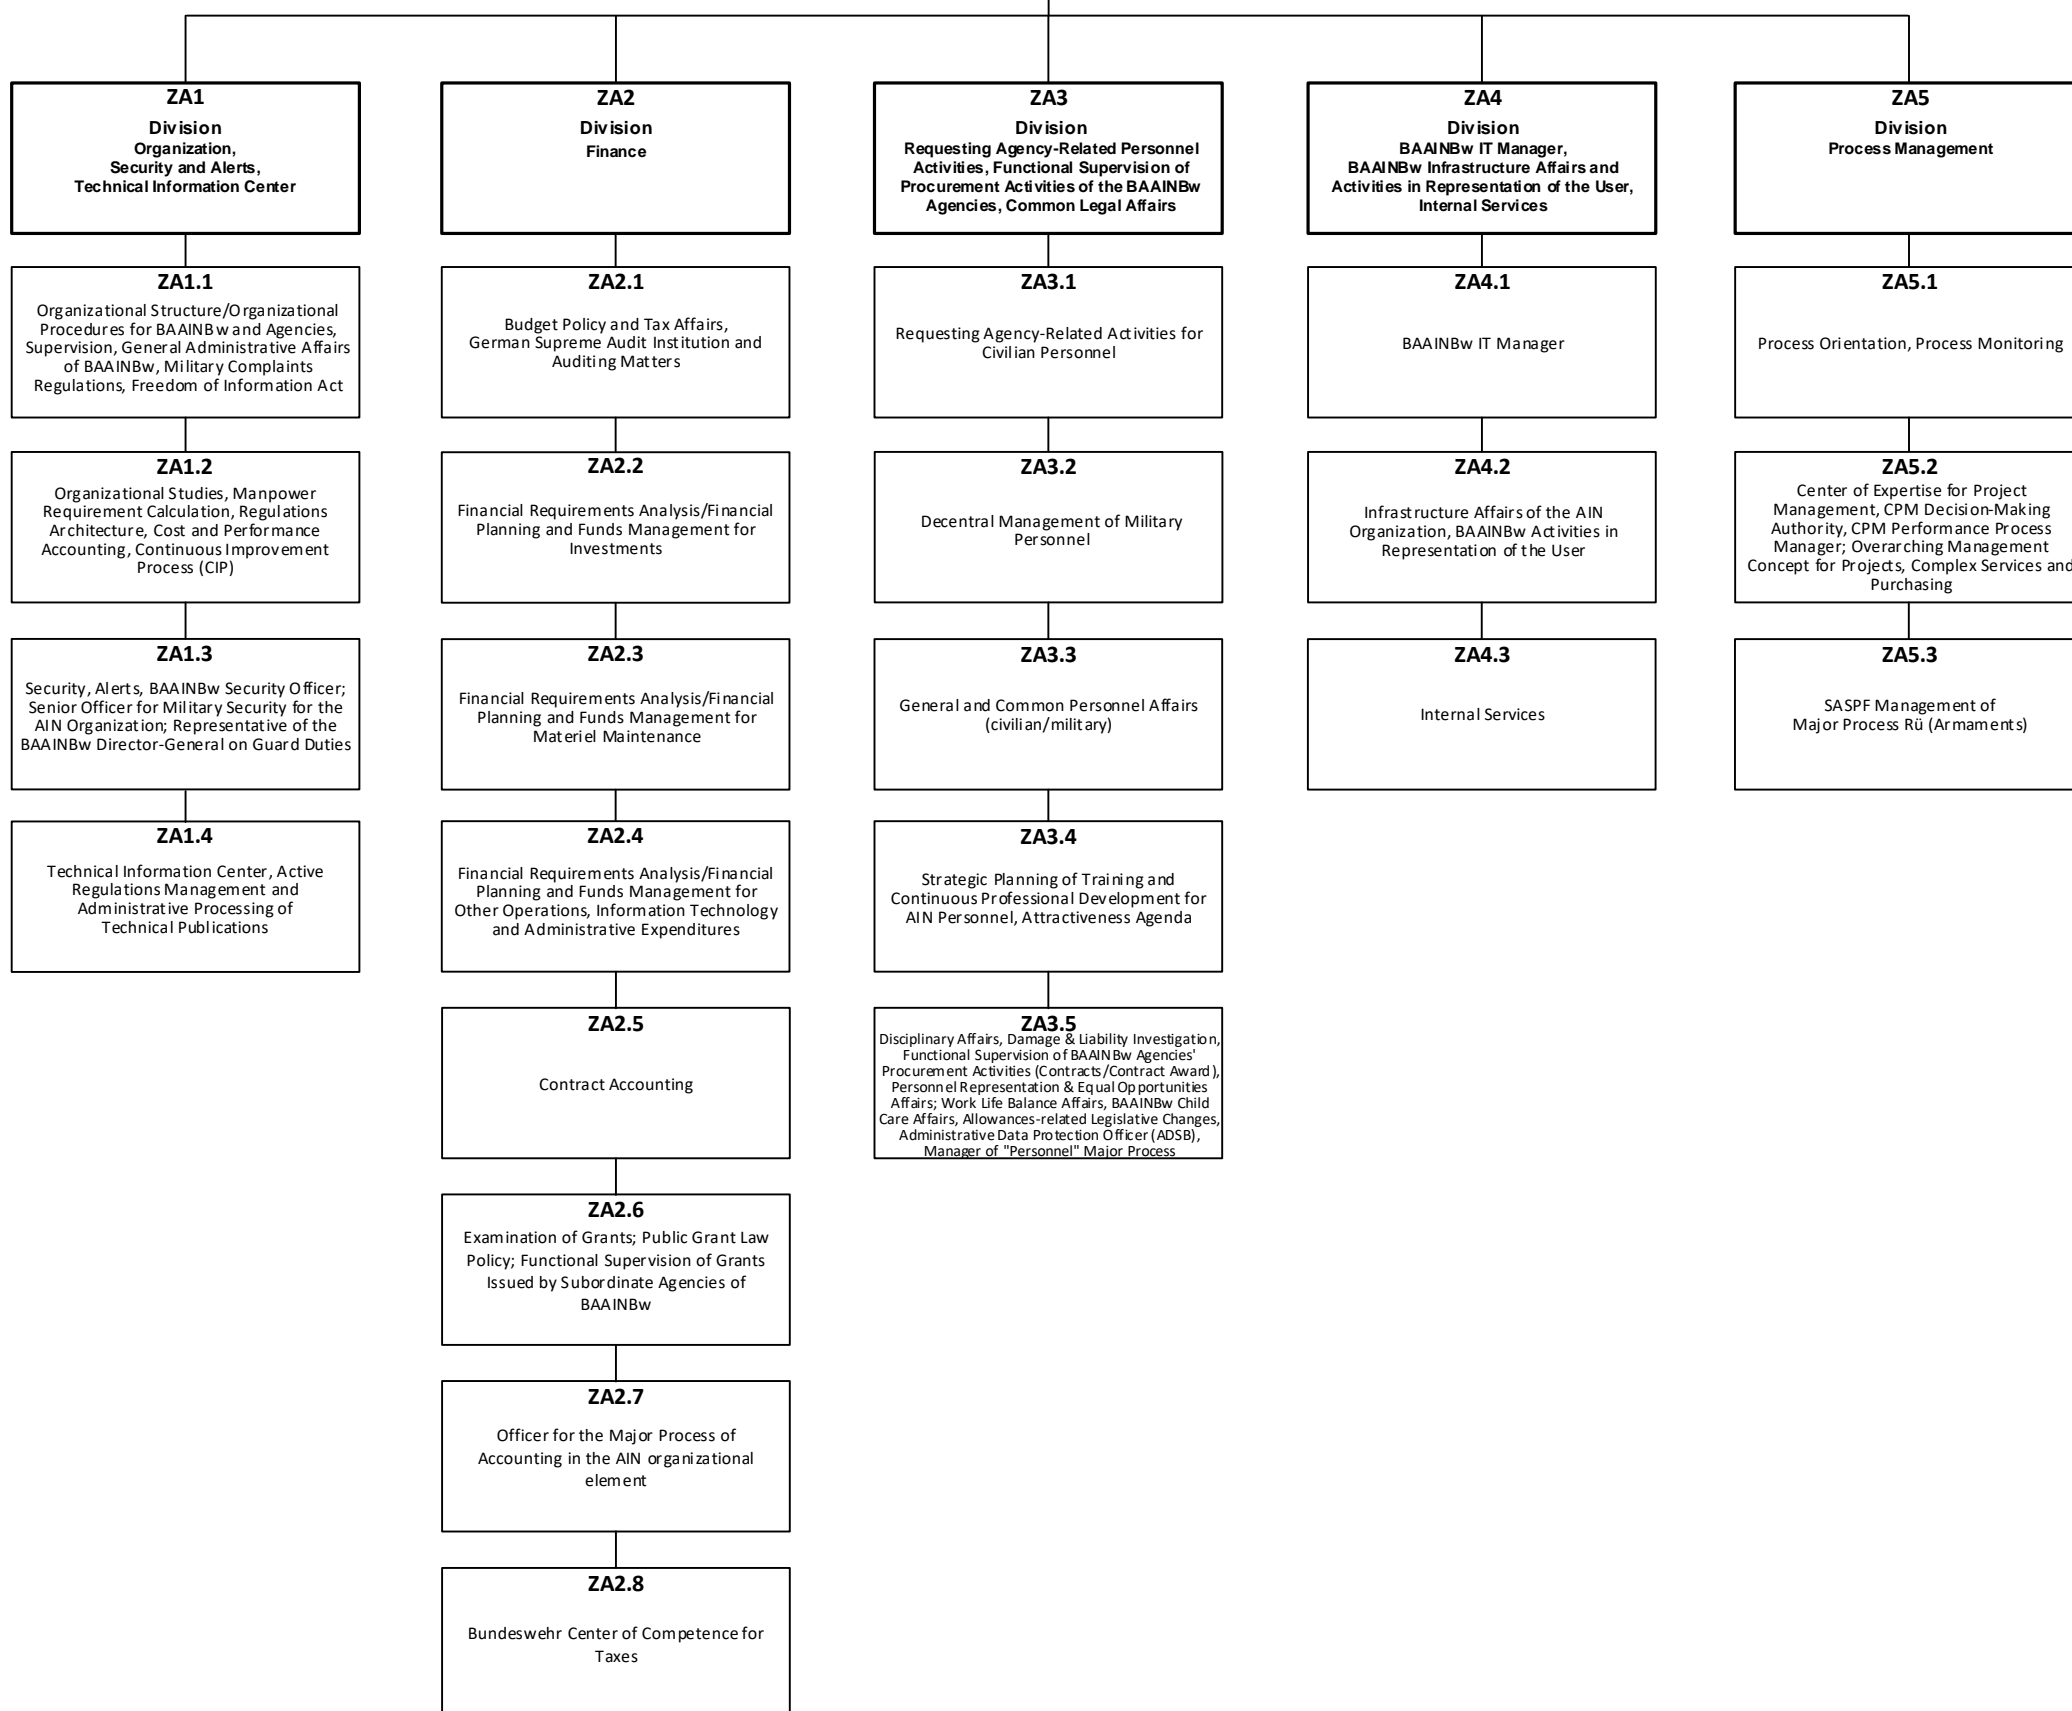 ZA1
Division
Organization,
Security and Alerts,
Technical Information Center
ZA1.1
Organizational Structure/Organizational
Procedures for BAAINBw and Agencies,
Supervision, General Administrative Affairs
of BAAINBw, Military Complaints
Regulations, Freedom of Information Act
ZA1.2
Organizational Studies, Manpower
Requirement Calculation, Regulations
Architecture, Cost and Performance
Accounting, Continuous Improvement
Process (CIP)
ZA1.3
Security, Alerts, BAAINBw Security Officer;
Senior Officer for Military Security for the
AIN Organization; Representative of the
BAAINBw Director-General on Guard Duties
ZA1.4
Technical Information Center, Active
Regulations Management and
Administrative Processing of
Technical Publications
ZA2
Division
Finance
ZA2.1
Budget Policy and Tax Affairs,
German Supreme Audit Institution and
Auditing Matters
ZA2.2
Financial Requirements Analysis/Financial
Planning and Funds Management for
Investments
ZA2.3
Financial Requirements Analysis/Financial
Planning and Funds Management for
Materiel Maintenance
ZA2.4
Financial Requirements Analysis/Financial
Planning and Funds Management for
Other Operations, Information Technology
and Administrative Expenditures
ZA2.5
Contract Accounting
ZA2.6
Examination of Grants; Public Grant Law
Policy; Functional Supervision of Grants
Issued by Subordinate Agencies of
BAAINBw
ZA2.7
Officer for the Major Process of
Accounting in the AIN organizational
element
ZA2.8
Bundeswehr Center of Competence for
Taxes
ZA3
Division
Requesting Agency-Related Personnel
Activities, Functional Supervision of
Procurement Activities of the BAAINBw
Agencies, Common Legal Affairs
ZA3.1
Requesting Agency-Related Activities for
Civilian Personnel
ZA3.2
Decentral Management of Military
Personnel
ZA3.3
General and Common Personnel Affairs
(civilian/military)
ZA3.4
Strategic Planning of Training and
Continuous Professional Development for
AIN Personnel, Attractiveness Agenda
ZA3.5
Disciplinary Affairs, Damage & Liability Investigation,
Functional Supervision of BAAINBw Agencies'
Procurement Activities (Contracts/Contract Award),
Personnel Representation & Equal Opportunities
Affairs; Work Life Balance Affairs, BAAINBw Child
Care Affairs, Allowances-related Legislative Changes,
Administrative Data Protection Officer (ADSB),
Manager of "Personnel" Major Process
ZA4
Division
BAAINBw IT Manager,
BAAINBw Infrastructure Affairs and
Activities in Representation of the User,
Internal Services
ZA4.1
BAAINBw IT Manager
ZA4.2
Infrastructure Affairs of the AIN
Organization, BAAINBw Activities in
Representation of the User
ZA4.3
Internal Services
ZA5
Division
Process Management
ZA5.1
Process Orientation, Process Monitoring
ZA5.2
Center of Expertise for Project
Management, CPM Decision-Making
Authority, CPM Performance Process
Manager; Overarching Management
Concept for Projects, Complex Services and
Purchasing
ZA5.3
SASPF Management of
Major Process Rü (Armaments)